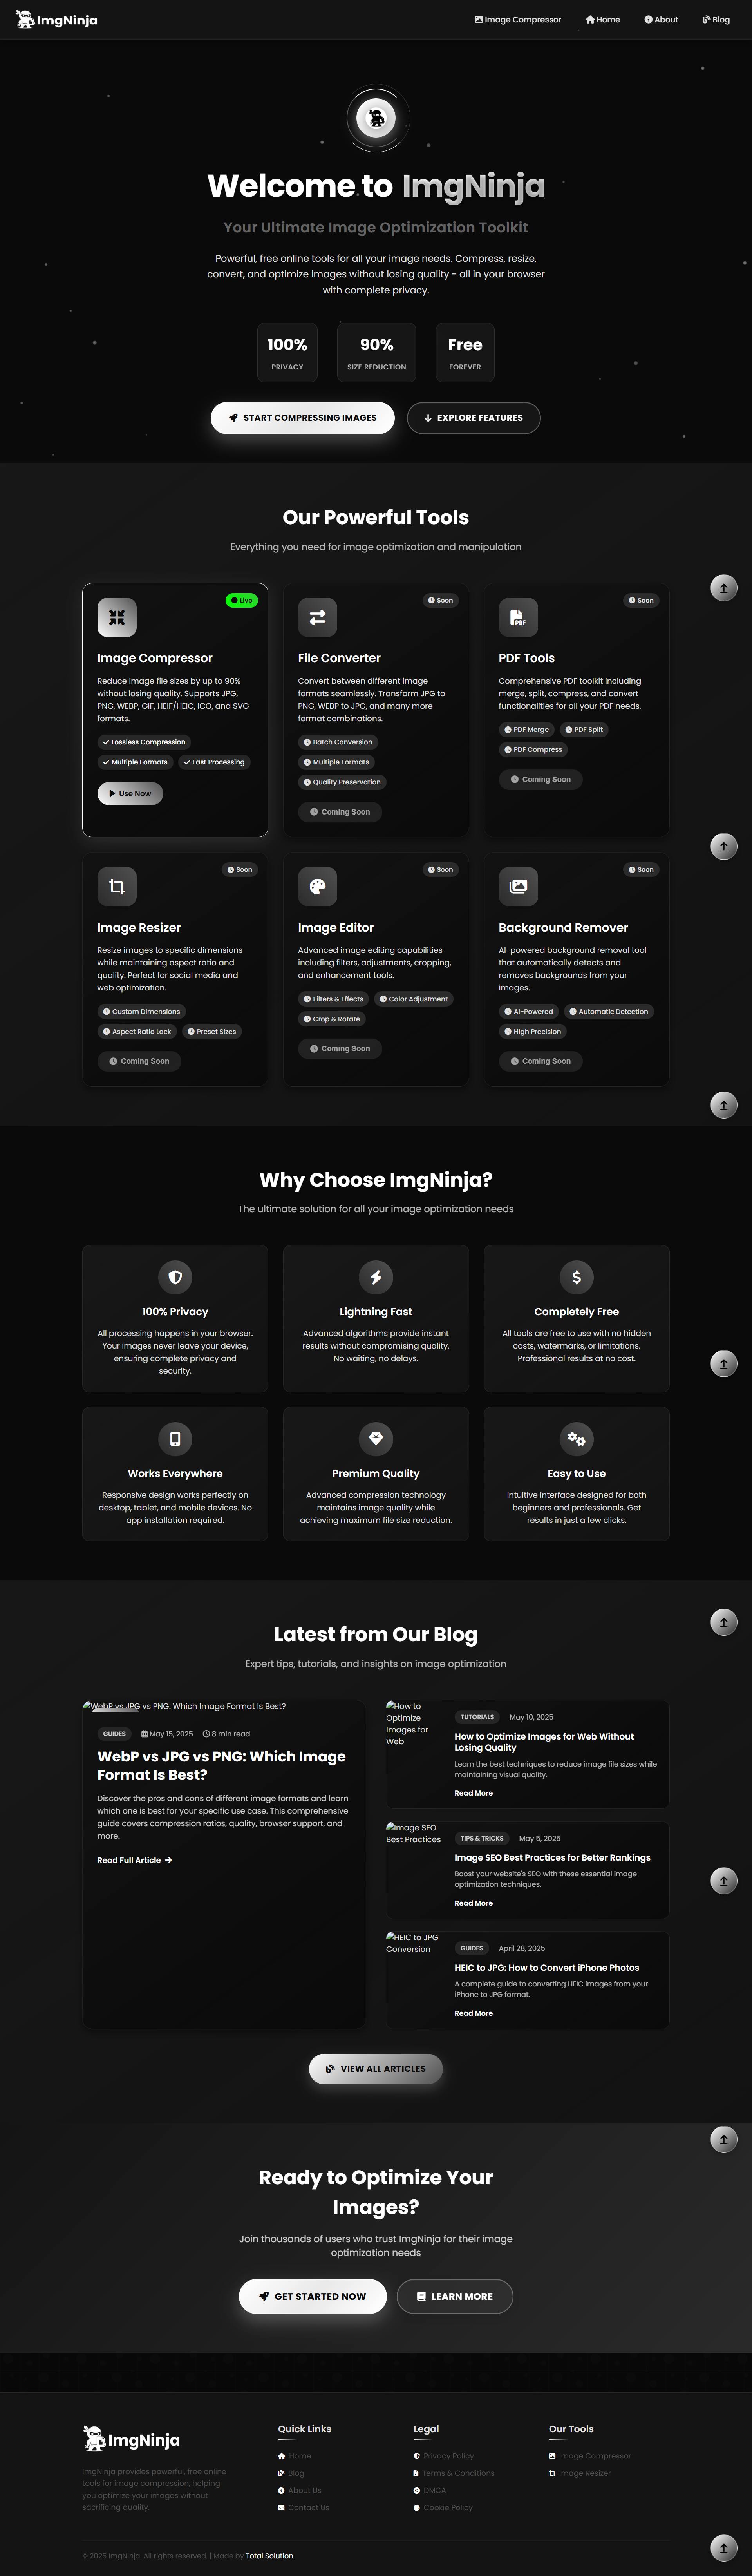 ImgNinja
Image Compressor
Home
About
Blog
Welcome to ImgNinja
Your Ultimate Image Optimization Toolkit
Powerful, free online tools for all your image needs. Compress, resize,
convert, and optimize images without losing quality - all in your browser
with complete privacy.
100%
PRIVACY
90%
SIZE REDUCTION
Free
FOREVER
START COMPRESSING IMAGES
EXPLORE FEATURES
Our Powerful Tools
Everything you need for image optimization and manipulation
Live
Image Compressor
Reduce image file sizes by up to 90%
without losing quality. Supports JPG,
PNG, WEBP, GIF, HEIF/HEIC, ICO, and SVG
formats.
Lossless Compression
Multiple Formats
Fast Processing
Use Now
Soon
File Converter
Convert between different image
formats seamlessly. Transform JPG to
PNG, WEBP to JPG, and many more
format combinations.
Batch Conversion
Multiple Formats
Quality Preservation
Coming Soon
Soon
PDF
PDF Tools
Comprehensive PDF toolkit including
merge, split, compress, and convert
functionalities for all your PDF needs.
PDF Merge
PDF Split
PDF Compress
Coming Soon
Soon
Image Resizer
Resize images to specific dimensions
while maintaining aspect ratio and
quality. Perfect for social media and
web optimization.
Custom Dimensions
Aspect Ratio Lock
Preset Sizes
Coming Soon
Soon
Image Editor
Advanced image editing capabilities
including filters, adjustments, cropping,
and enhancement tools.
Filters & Effects
Color Adjustment
Crop & Rotate
Coming Soon
Soon
Background Remover
AI-powered background removal tool
that automatically detects and
removes backgrounds from your
images.
AI-Powered
Automatic Detection
High Precision
Coming Soon
Why Choose ImgNinja?
The ultimate solution for all your image optimization needs
100% Privacy
All processing happens in your browser.
Your images never leave your device,
ensuring complete privacy and
security.
Lightning Fast
Advanced algorithms provide instant
results without compromising quality.
No waiting, no delays.
Completely Free
All tools are free to use with no hidden
costs, watermarks, or limitations.
Professional results at no cost.
Works Everywhere
Responsive design works perfectly on
desktop, tablet, and mobile devices. No
app installation required.
Premium Quality
Advanced compression technology
maintains image quality while
achieving maximum file size reduction.
Easy to Use
Intuitive interface designed for both
beginners and professionals. Get
results in just a few clicks.
Latest from Our Blog
Expert tips, tutorials, and insights on image optimization
WebP vs JPG vs PNG: Which Image Format Is Best?
GUIDES
May 15, 2025
8 min read
WebP vs JPG vs PNG: Which Image
Format Is Best?
Discover the pros and cons of different image formats and learn
which one is best for your specific use case. This comprehensive
guide covers compression ratios, quality, browser support, and
more.
Read Full Article
How to
Optimize
Images for
Web
TUTORIALS
May 10, 2025
How to Optimize Images for Web Without
Losing Quality
Learn the best techniques to reduce image file sizes while
maintaining visual quality.
Read More
Image SEO
Best Practices
TIPS & TRICKS
May 5, 2025
Image SEO Best Practices for Better Rankings
Boost your website's SEO with these essential image
optimization techniques.
Read More
HEIC to JPG
Conversion
GUIDES
April 28, 2025
HEIC to JPG: How to Convert iPhone Photos
A complete guide to converting HEIC images from your
iPhone to JPG format.
Read More
VIEW ALL ARTICLES
Ready to Optimize Your
Images?
Join thousands of users who trust ImgNinja for their image
optimization needs
GET STARTED NOW
LEARN MORE
ImgNinja
ImgNinja provides powerful, free online
tools for image compression, helping
you optimize your images without
sacrificing quality.
Quick Links
Home
Blog
About Us
Contact Us
Legal
Privacy Policy
Terms & Conditions
DMCA
Cookie Policy
Our Tools
Image Compressor
Image Resizer
© 2025 ImgNinja. All rights reserved. | Made by Total Solution